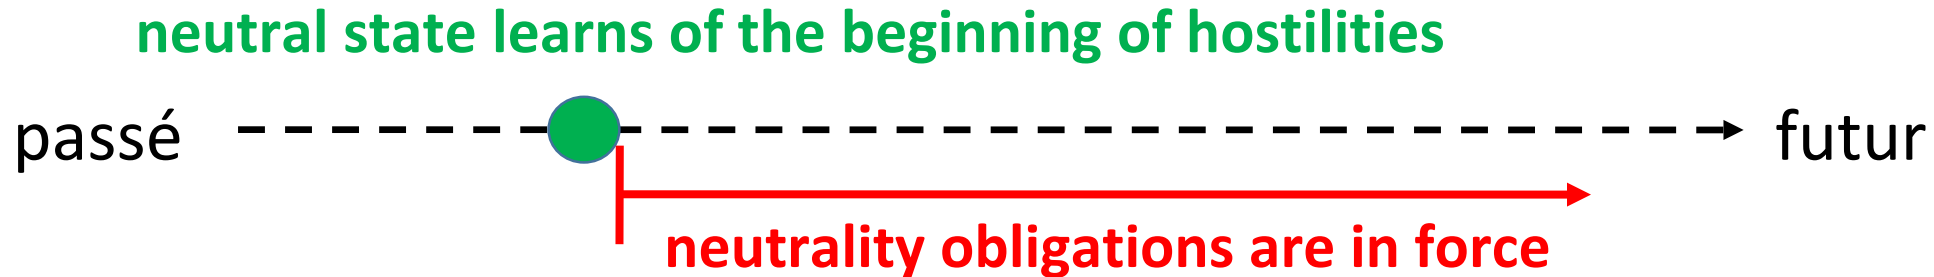 neutral state learns of the beginning of hostilities
passé futur
neutrality obligations are in force